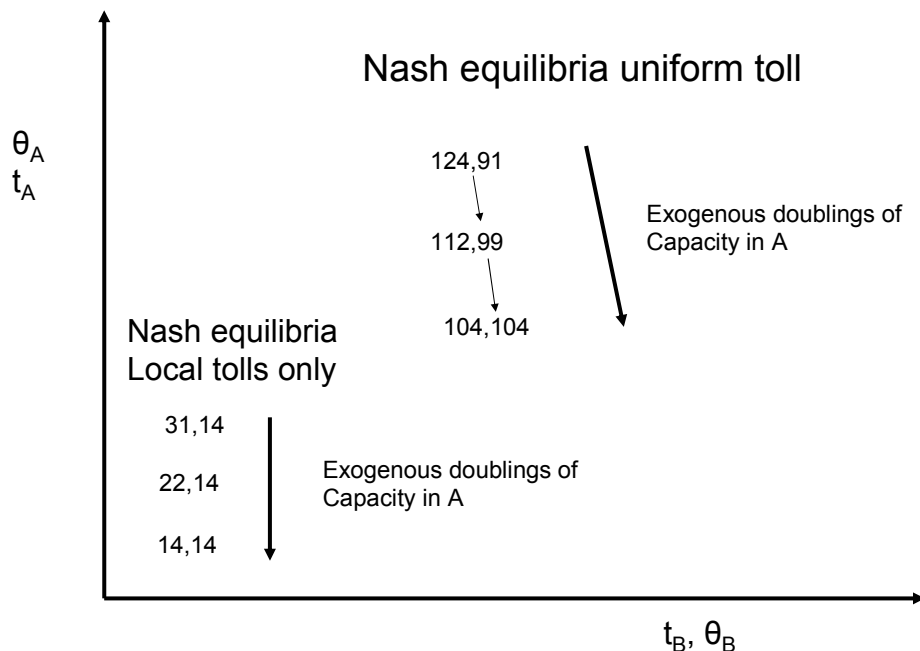 Nash equilibria uniform toll
θA
tA
124,91
112,99
104,104
Exogenous doublings of
Capacity in A
Nash equilibria
Local tolls only
31,14
22,14
14,14
Exogenous doublings of
Capacity in A
tB, θB